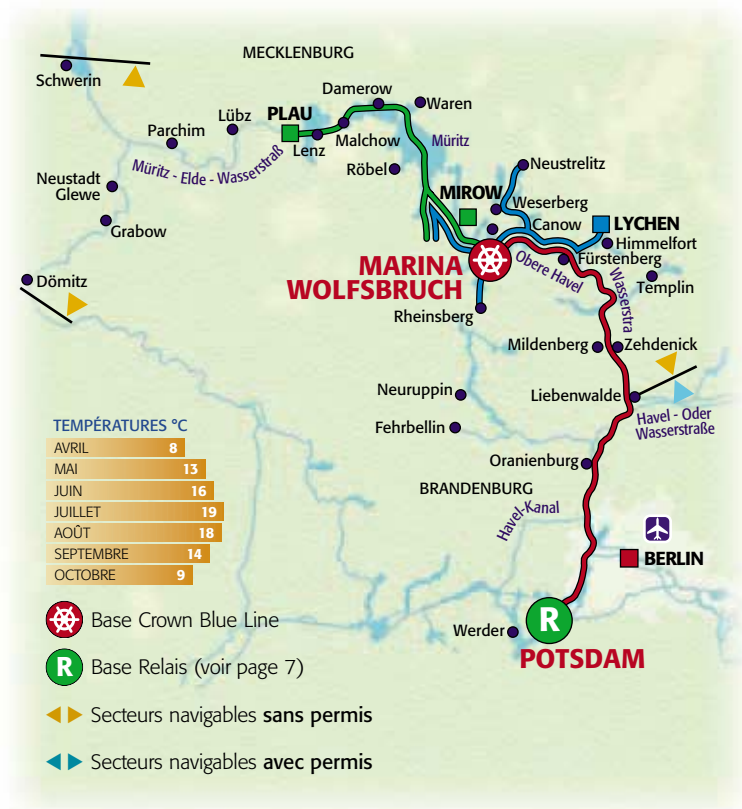 MECKLENBURG
Schwerin
Damerow
Waren
Lübz
PLAU
Parchim
Lenz
Malchow
Müritz
Müritz - Elde - Wasserstraß
Röbel
Neustadt
Glewe
Neustrelitz
MIROW
Weserberg
Grabow
Canow
LYCHEN
Himmelfort
MARINA
WOLFSBRUCH
Obere Havel
Fürstenberg
Wasserstra
Dömitz
Templin
Rheinsberg
Mildenberg
Zehdenick
Neuruppin
Liebenwalde
Havel - Oder
Wasserstraße
Fehrbellin
TEMPÉRATURES °C
AVRIL 8
MAI 13
JUIN 16
JUILLET 19
AOÛT 18
SEPTEMBRE 14
OCTOBRE 9
Oranienburg
BRANDENBURG
Havel-Kanal
BERLIN
Base Crown Blue Line
R
Werder
POTSDAM
R Base Relais (voir page 7)
Secteurs navigables sans permis
Secteurs navigables avec permis